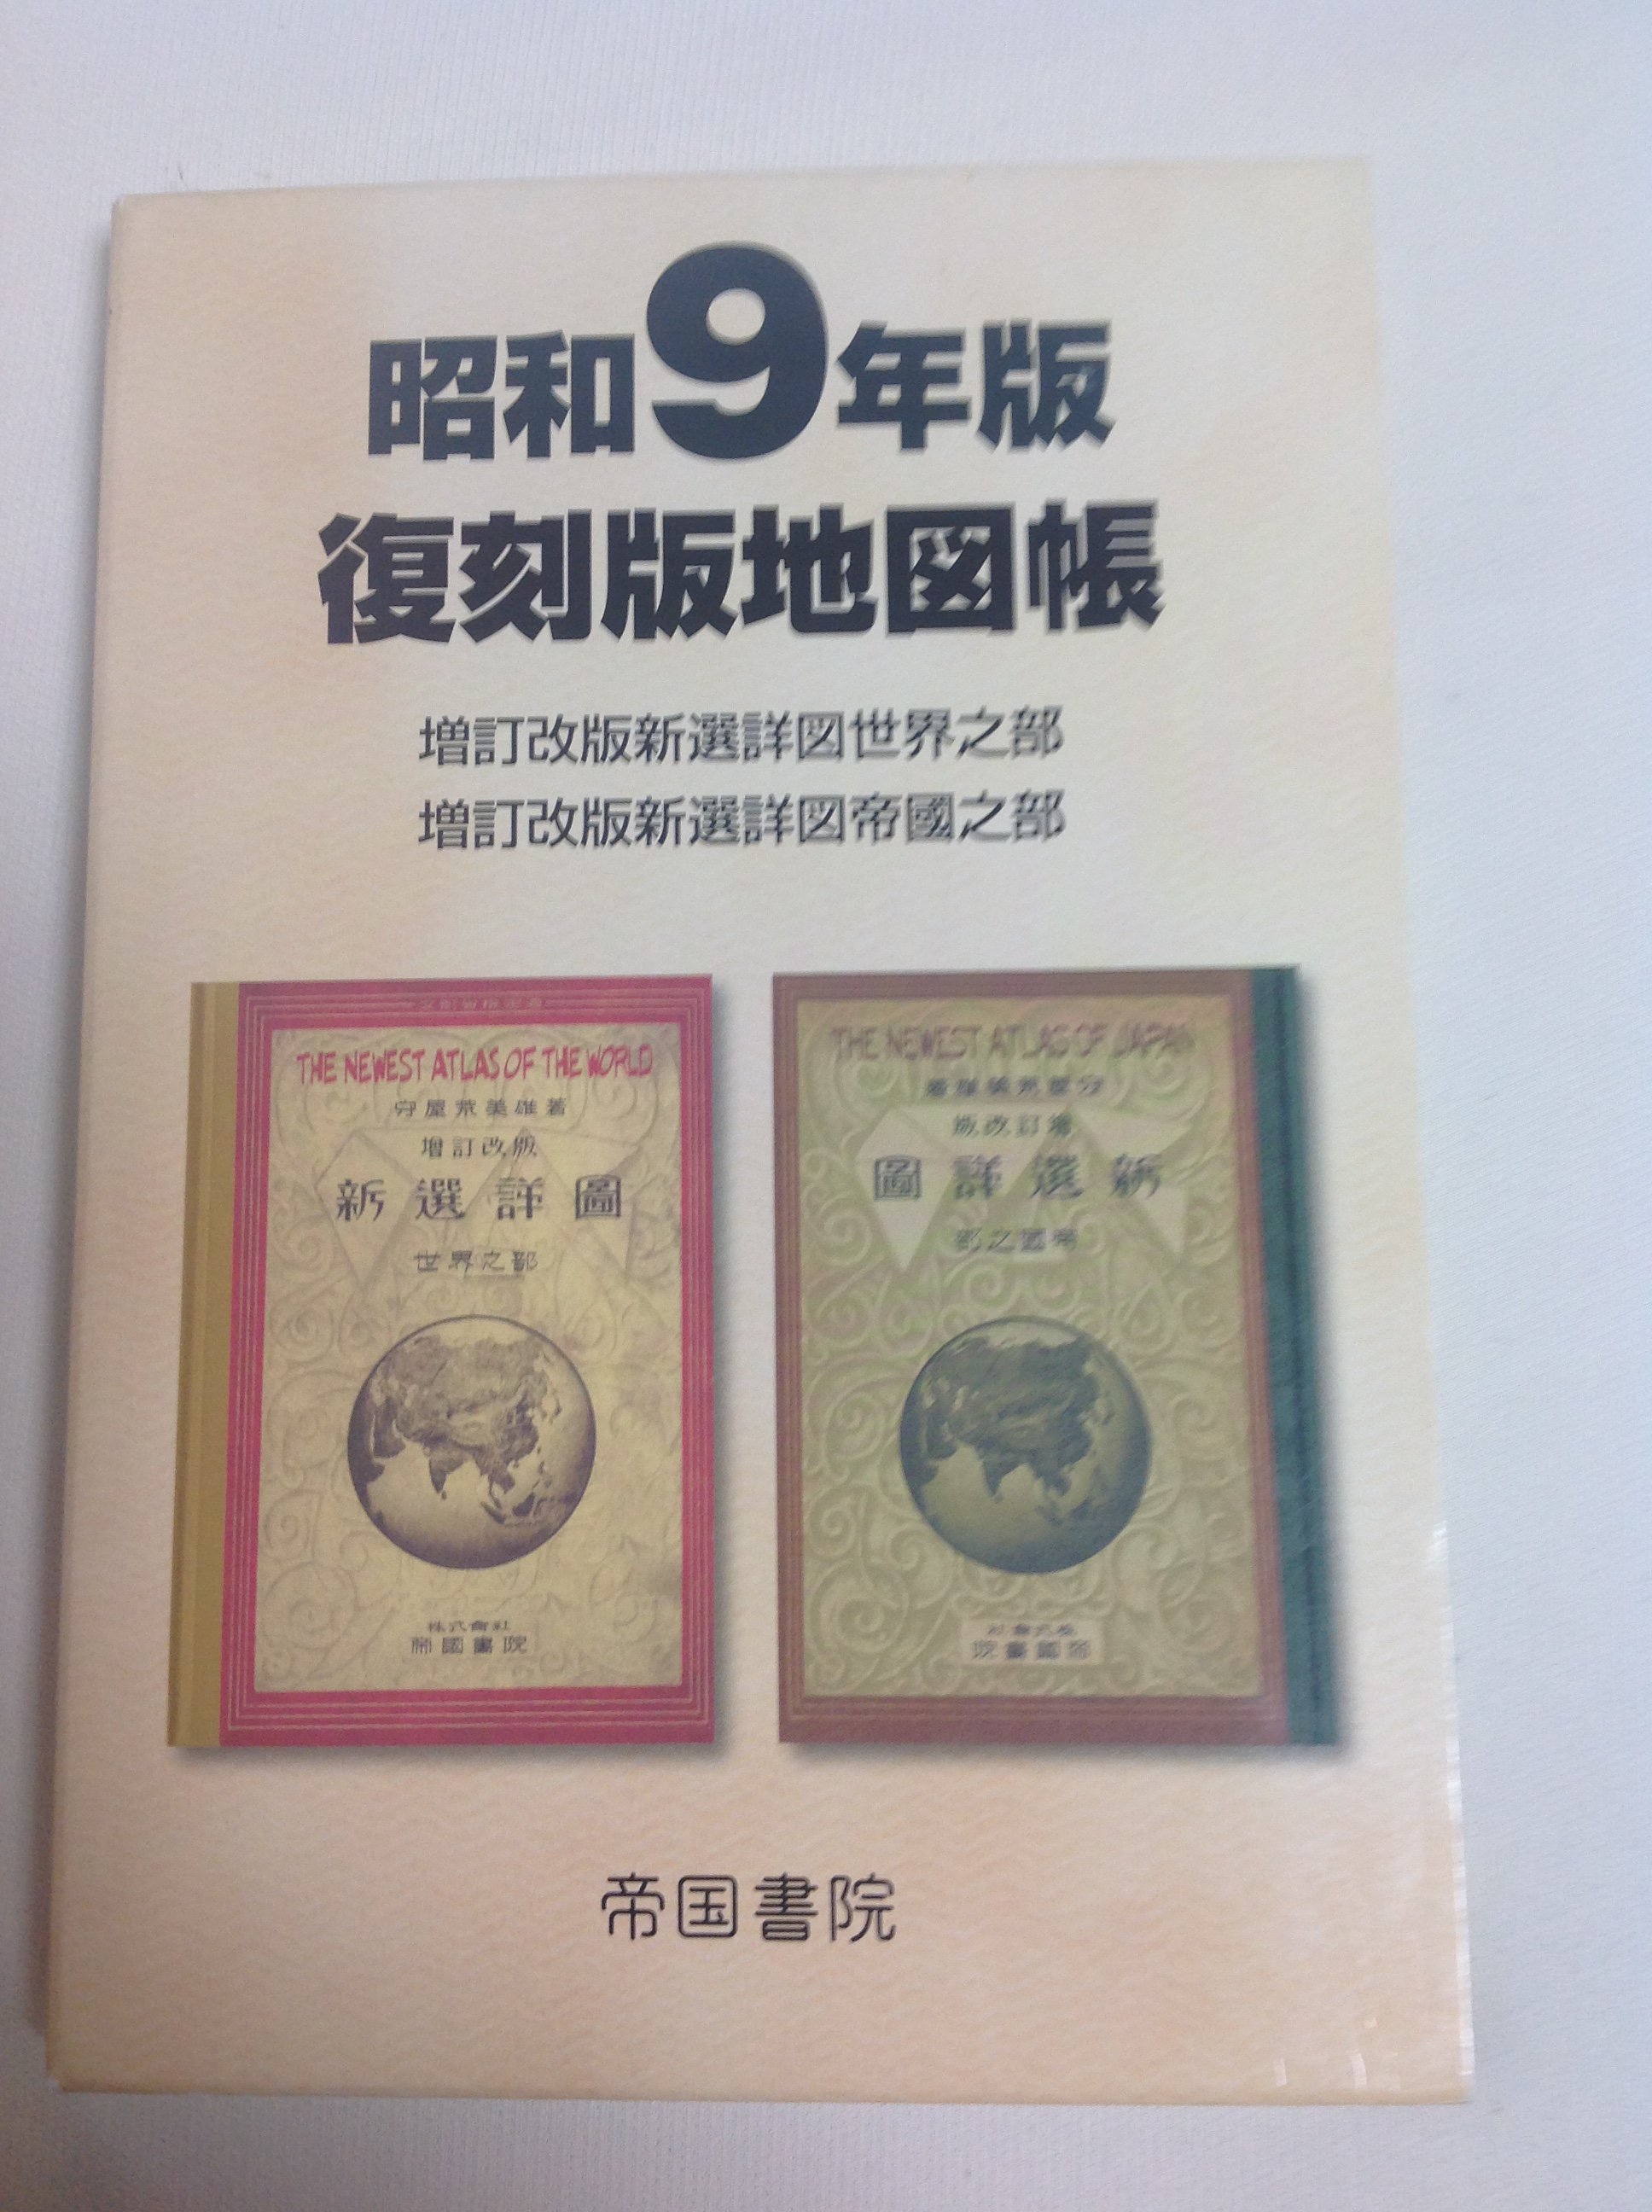 昭和9年版
復刻版地図帳
増訂改版新選詳図世界之部
増訂改版新選詳図帝國之部
THE NEWEST ATLAS OF THE WORLD
守屋荒美雄著
增訂改版
新選詳圖
世界之部
株式會社
帝國書院
THE NEWEST ATLAS OF JAPAN
著雄美荒屋守
版改訂增
圖詳選新
部之國帝
社會式株
院書國帝
帝国書院